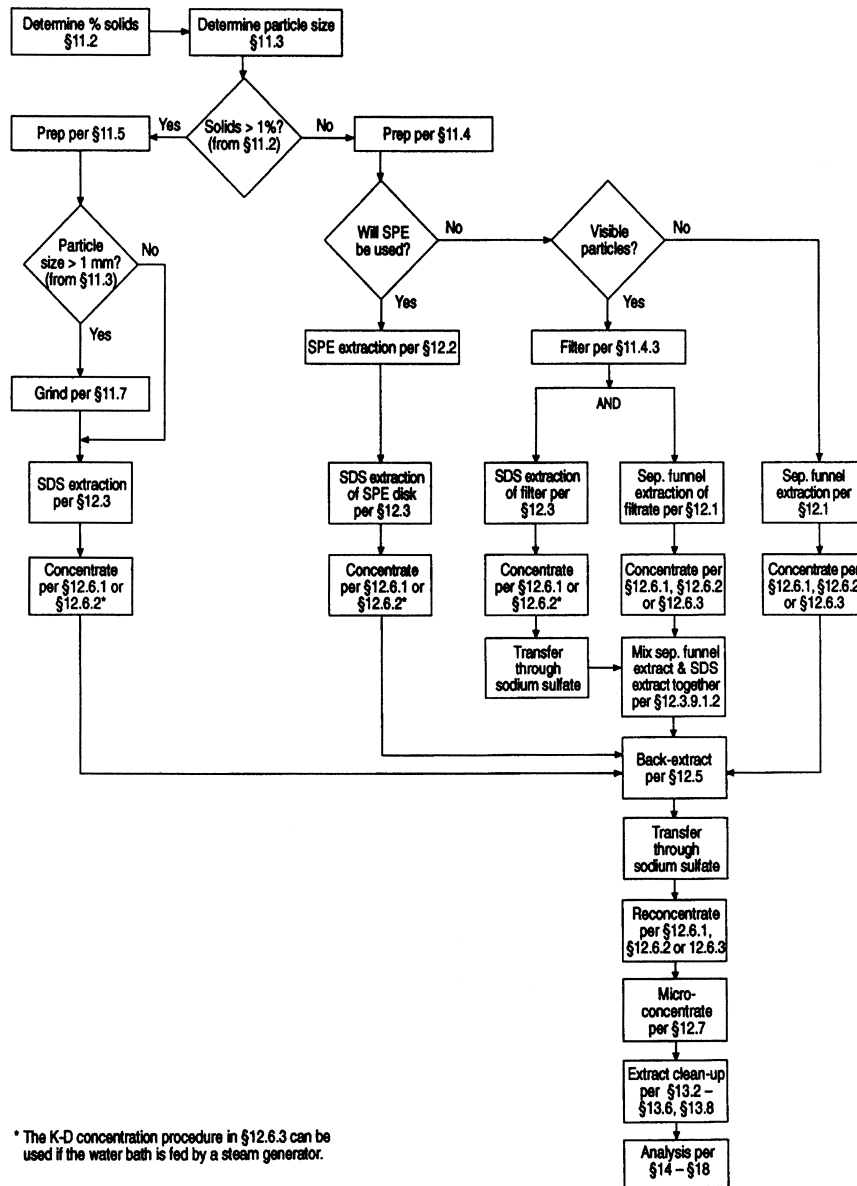 Determine % solids
§11.2
Determine particle size
§11.3
Solids > 1%?
(from §11.2)
Yes
No
Prep per §11.5
Prep per §11.4
Particle
size > 1 mm?
(from §11.3)
No
Yes
Will SPE
be used?
No
Yes
Visible
particles?
No
Yes
Grind per §11.7
SPE extraction per §12.2
Filter per §11.4.3
AND
SDS extraction
per §12.3
SDS extraction
of SPE disk
per §12.3
SDS extraction
of filter per
§12.3
Sep. funnel
extraction of
filtrate per §12.1
Sep. funnel
extraction per
§12.1
Concentrate
per §12.6.1 or
§12.6.2*
Concentrate
per §12.6.1 or
§12.6.2*
Concentrate
per §12.6.1 or
§12.6.2*
Concentrate per
§12.6.1, §12.6.2
or §12.6.3
Concentrate per
§12.6.1, §12.6.2
or §12.6.3
Transfer
through
sodium sulfate
Mix sep. funnel
extract & SDS
extract together
per §12.3.9.1.2
Back-extract
per §12.5
Transfer
through
sodium sulfate
Reconcentrate
per §12.6.1,
§12.6.2 or 12.6.3
Micro-
concentrate
per §12.7
Extract clean-up
per §13.2 –
§13.6, §13.8
Analysis per
§14 – §18
* The K-D concentration procedure in §12.6.3 can be
used if the water bath is fed by a steam generator.